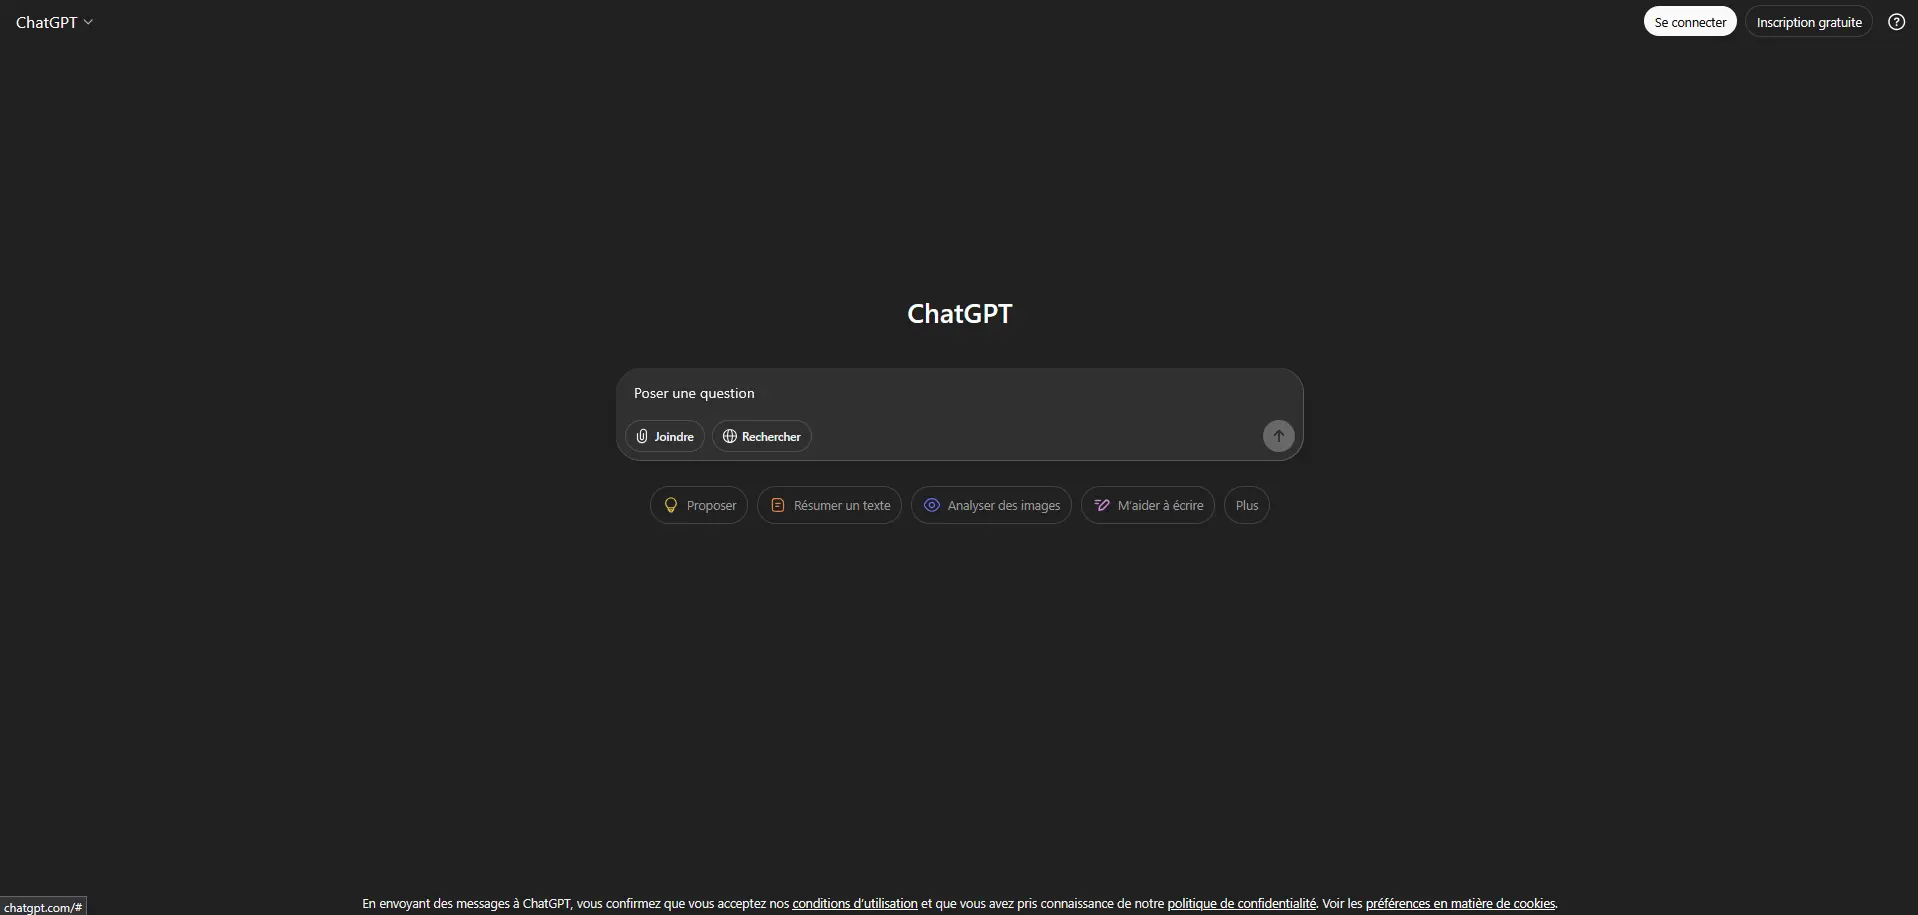 ChatGPT
Se connecter
Inscription gratuite
ChatGPT
Poser une question
Joindre
Rechercher
Proposer
Résumer un texte
Analyser des images
M'aider à écrire
Plus
En envoyant des messages à ChatGPT, vous confirmez que vous acceptez nos conditions d'utilisation et que vous avez pris connaissance de notre politique de confidentialité. Voir les préférences en matière de cookies.
chatgpt.com/#